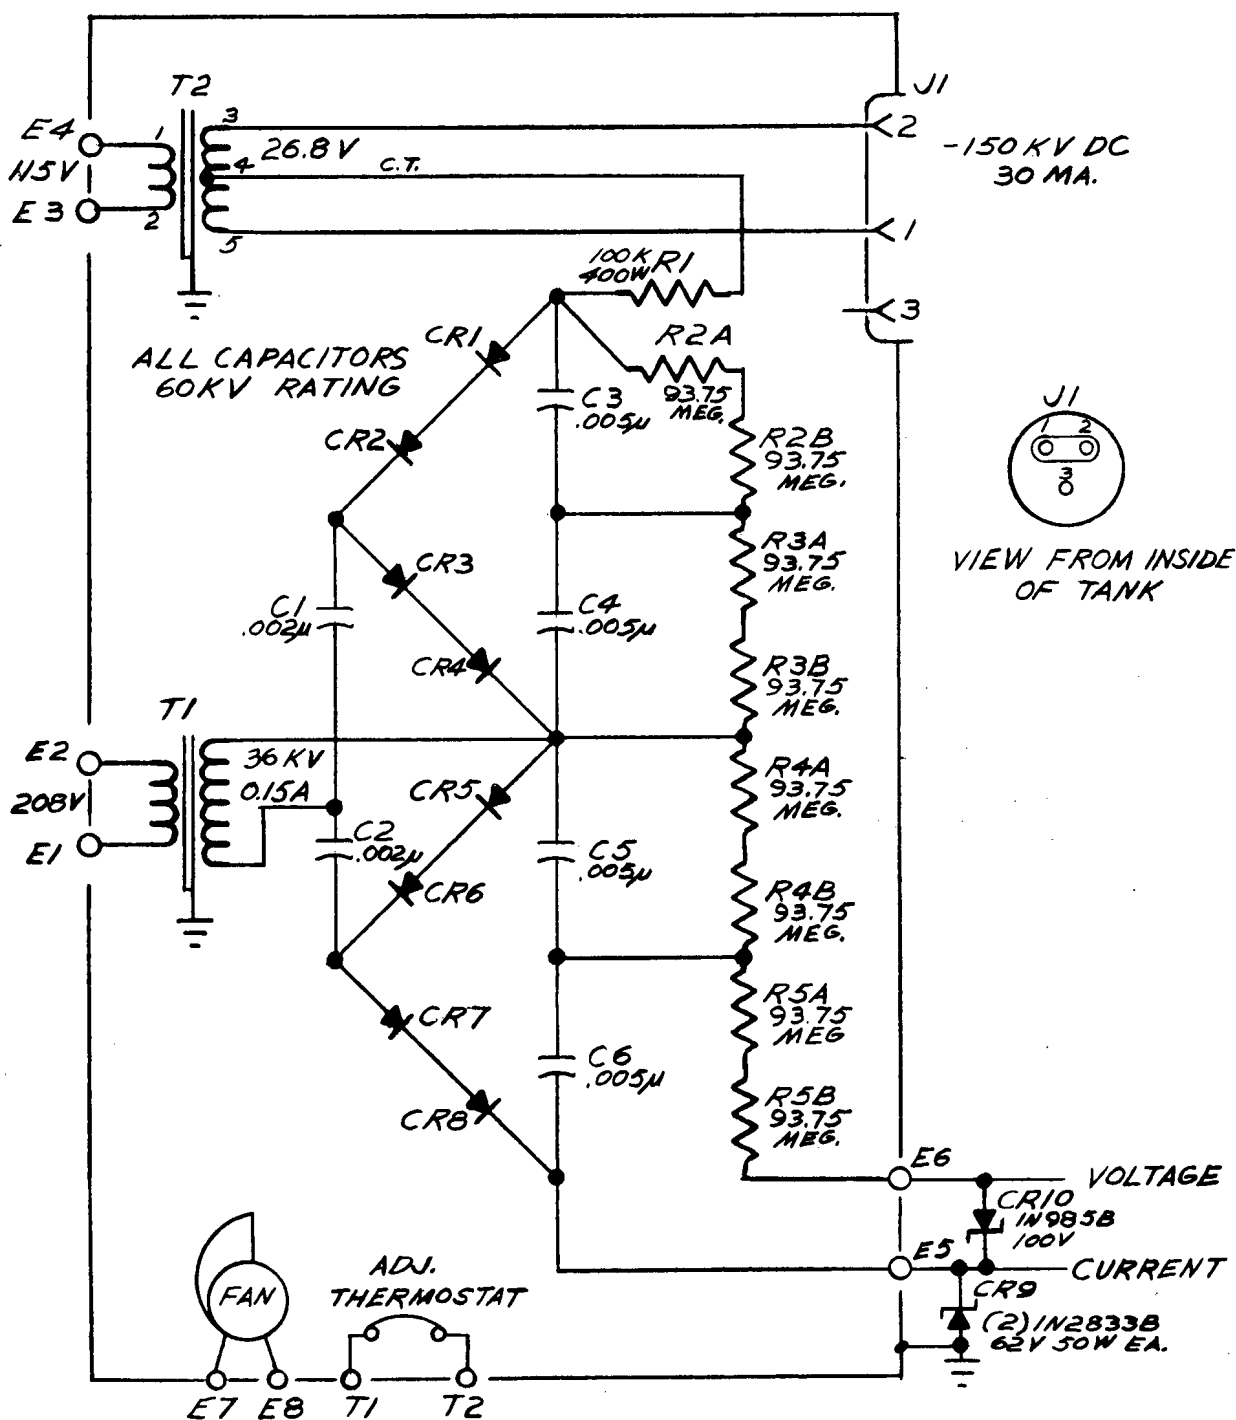 T2
J1
E4
1
3
2
115V
26.8V
4
C.T.
-150 KV DC
30 MA.
E3
2
5
1
100K
400W
R1
3
CR1
R2A
ALL CAPACITORS
60KV RATING
93.75
MEG.
C3
.005µ
J1
1 2
3
CR2
R2B
93.75
MEG.
CR3
R3A
93.75
MEG.
VIEW FROM INSIDE
OF TANK
C1
.002µ
C4
.005µ
CR4
R3B
93.75
MEG.
T1
E2
36KV
0.15A
208V
CR5
R4A
93.75
MEG.
E1
C2
.002µ
C5
.005µ
CR6
R4B
93.75
MEG.
CR7
R5A
93.75
MEG
C6
.005µ
CR8
R5B
93.75
MEG.
E6
VOLTAGE
CR10
1N985B
100V
E5
CURRENT
CR9
(2)1N2833B
62V 50W EA.
FAN
ADJ.
THERMOSTAT
E7 E8 T1 T2